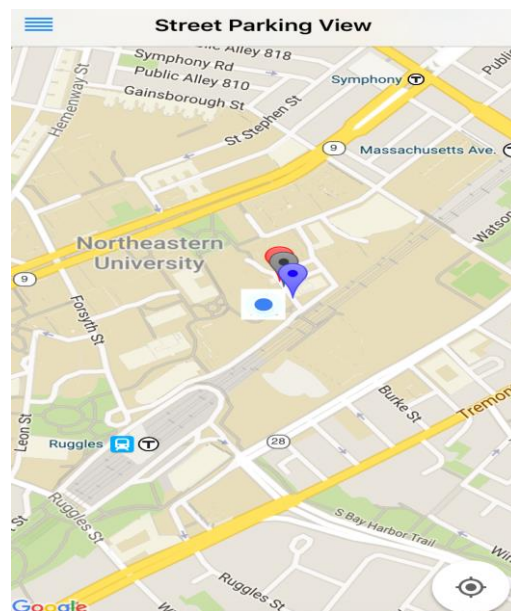 Street Parking View
Public Alley 818
Symphony Rd
Public Alley 810
Gainsborough St
Hemenway St
St Stephen St
Symphony T
9
Massachusetts Ave.
Northeastern
University
9
Forsyth St
Leon St
Burke St
Tremon
Ruggles T
28
Ruggles St
S Bay Harbor Trail
Ruggles St
Google